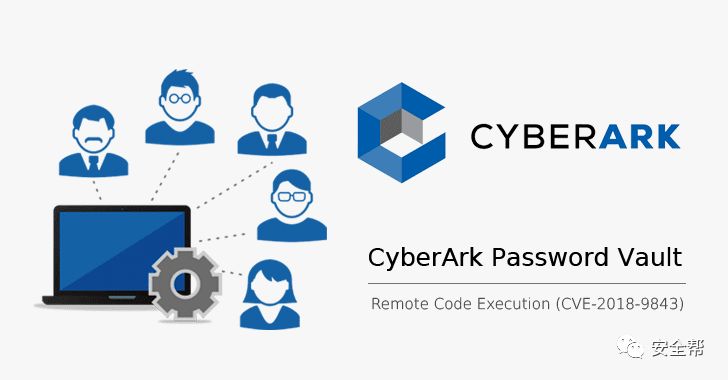 CYBERARK
CyberArk Password Vault
Remote Code Execution (CVE-2018-9843)
安全帮